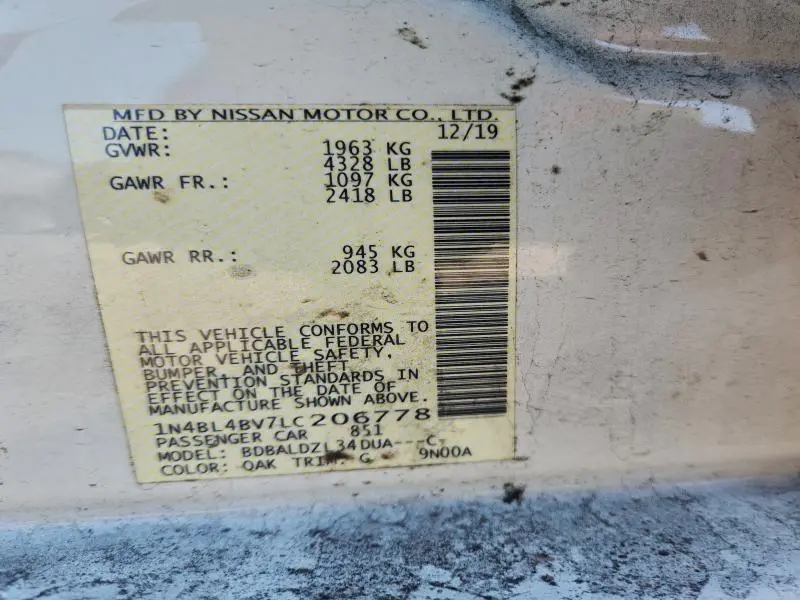 MFD BY NISSAN MOTOR CO., LTD.
DATE: 12/19
GVWR: 1963 KG
4328 LB
GAWR FR.: 1097 KG
2418 LB
GAWR RR.: 945 KG
2083 LB
THIS VEHICLE CONFORMS TO
ALL APPLICABLE FEDERAL
MOTOR VEHICLE SAFETY,
BUMPER, AND THEFT
PREVENTION STANDARDS IN
EFFECT ON THE DATE OF
MANUFACTURE SHOWN ABOVE.
1N4BL4BV7LC206778
PASSENGER CAR 851
MODEL: BDBALDZL34DUA---C-
COLOR: QAK TRIM: G 9N00A